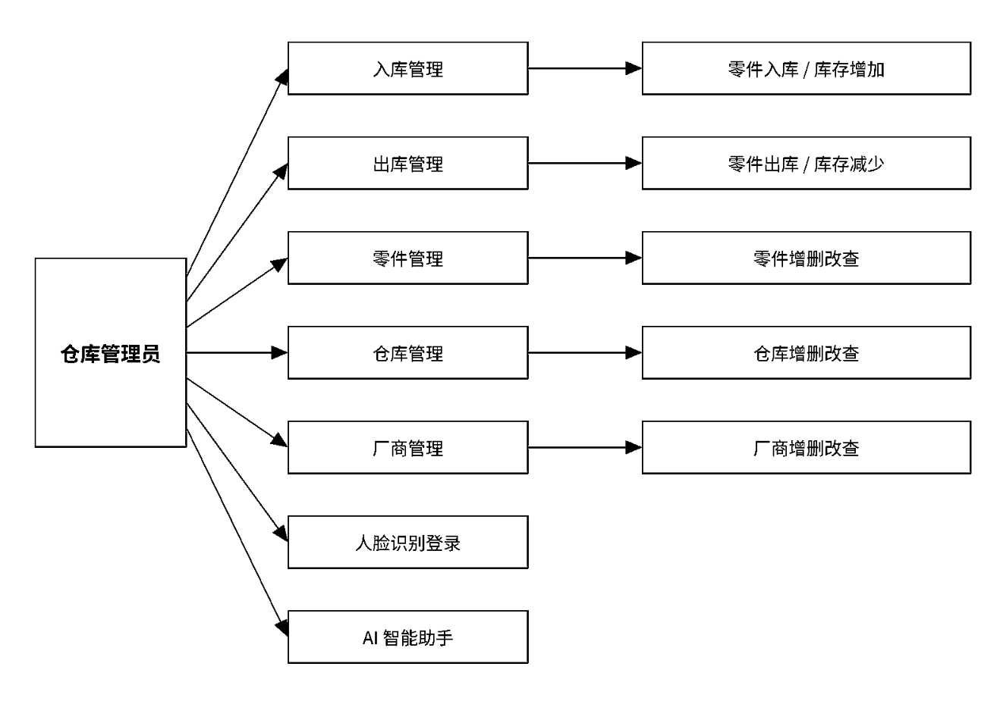 入库管理
零件入库 / 库存增加
出库管理
零件出库 / 库存减少
零件管理
零件增删改查
仓库管理员
仓库管理
仓库增删改查
厂商管理
厂商增删改查
人脸识别登录
AI 智能助手